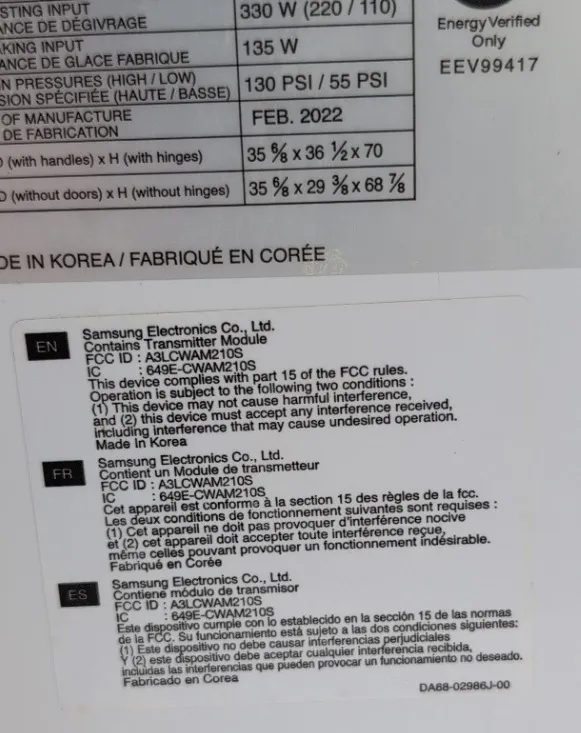 STING INPUT
ANCE DE DÉGIVRAGE
330 W (220 / 110)
AKING INPUT
ANCE DE GLACE FABRIQUE
135 W
N PRESSURES (HIGH / LOW)
SION SPÉCIFIÉE (HAUTE / BASSE)
130 PSI / 55 PSI
OF MANUFACTURE
DE FABRICATION
FEB. 2022
(with handles) x H (with hinges)
35 ⁶⁄₈ x 36 ½ x 70
D (without doors) x H (without hinges)
35 ⁶⁄₈ x 29 ⅜ x 68 ⅞
Energy Verified
Only
EEV99417
DE IN KOREA / FABRIQUÉ EN CORÉE
EN
Samsung Electronics Co., Ltd.
Contains Transmitter Module
FCC ID : A3LCWAM210S
IC : 649E-CWAM210S
This device complies with part 15 of the FCC rules.
Operation is subject to the following two conditions :
(1) This device may not cause harmful interference,
and (2) this device must accept any interference received,
including interference that may cause undesired operation.
Made In Korea
FR
Samsung Electronics Co., Ltd.
Contient un Module de transmetteur
FCC ID : A3LCWAM210S
IC : 649E-CWAM210S
Cet appareil est conforme à la section 15 des règles de la fcc.
Les deux conditions de fonctionnement suivantes sont requises :
(1) Cet appareil ne doit pas provoquer d'interférence nocive
et (2) cet appareil doit accepter toute interférence reçue,
même celles pouvant provoquer un fonctionnement indésirable.
Fabriqué en Corée
ES
Samsung Electronics Co., Ltd.
Contiene módulo de transmisor
FCC ID : A3LCWAM210S
IC : 649E-CWAM210S
Este dispositivo cumple con lo establecido en la sección 15 de las normas
de la FCC. Su funcionamiento está sujeto a las dos condiciones siguientes:
(1) Este dispositivo no debe causar interferencias perjudiciales
Y (2) este dispositivo debe aceptar cualquier interferencia recibida,
incluidas las interferencias que pueden provocar un funcionamiento no deseado.
Fabricado en Corea
DA68-02986J-00